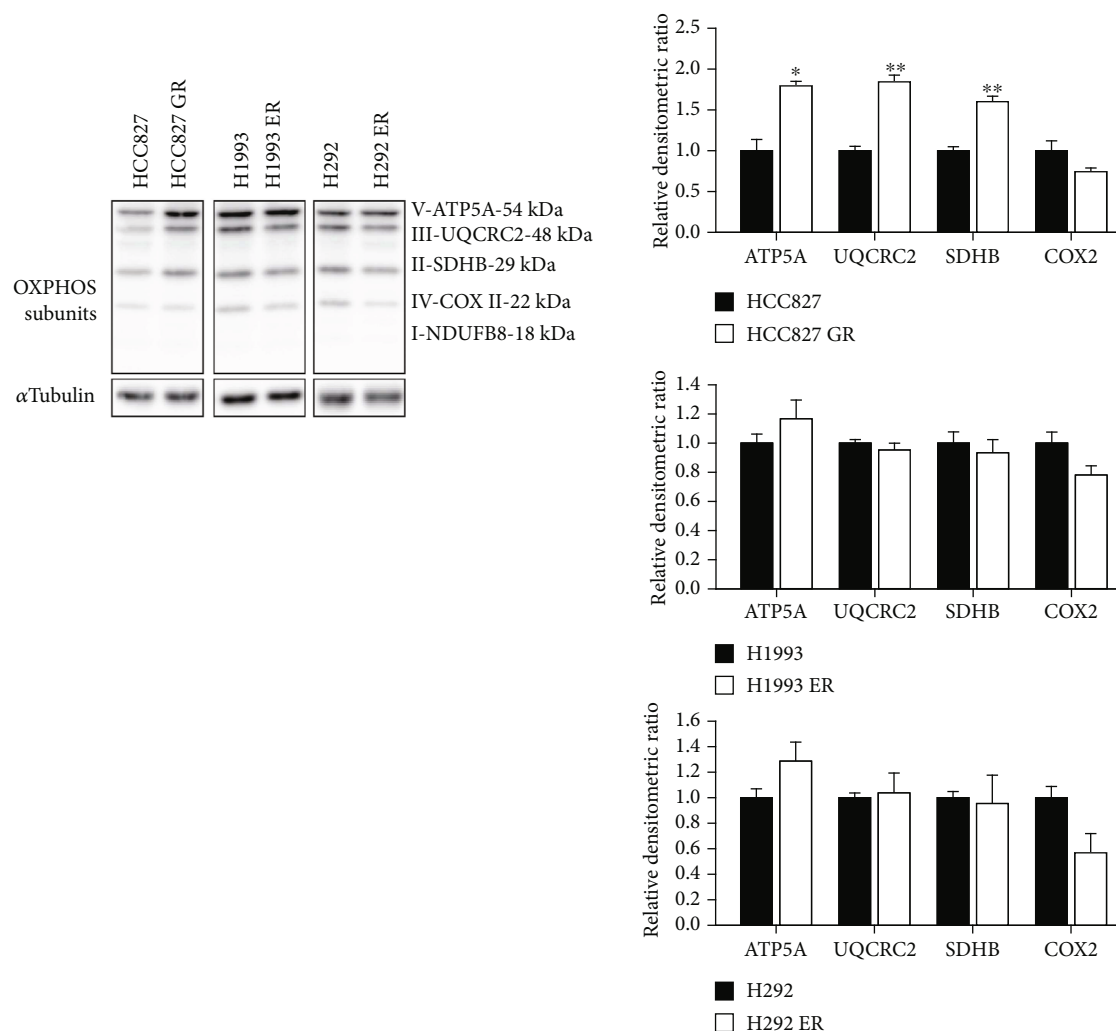 HCC827
HCC827 GR
H1993
H1993 ER
H292
H292 ER
V-ATP5A-54 kDa
III-UQCRC2-48 kDa
II-SDHB-29 kDa
IV-COX II-22 kDa
I-NDUFB8-18 kDa
OXPHOS
subunits
αTubulin
Relative densitometric ratio
2.5
2.0
1.5
1.0
0.5
0.0
*
**
**
ATP5A UQCRC2 SDHB COX2
HCC827
HCC827 GR
Relative densitometric ratio
1.4
1.2
1.0
0.8
0.6
0.4
0.2
0.0
ATP5A UQCRC2 SDHB COX2
H1993
H1993 ER
Relative densitometric ratio
1.6
1.4
1.2
1.0
0.8
0.6
0.4
0.2
0.0
ATP5A UQCRC2 SDHB COX2
H292
H292 ER